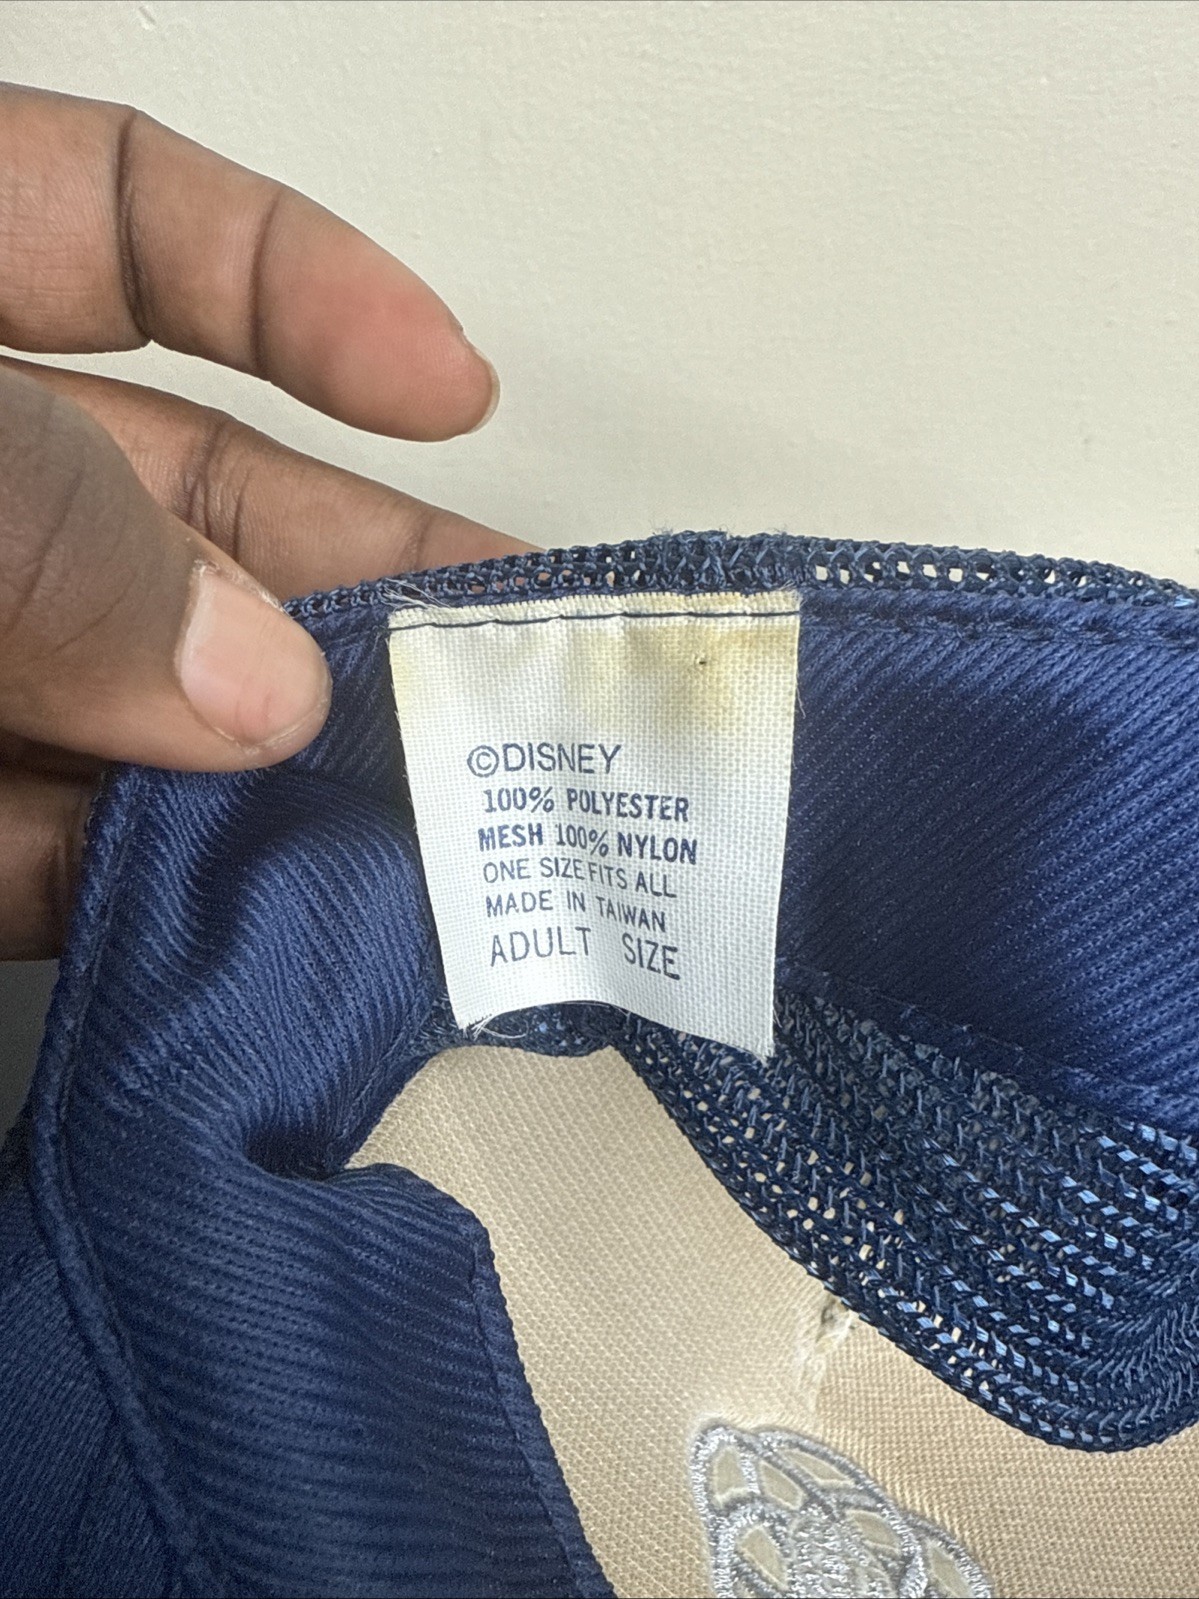 ©DISNEY
100% POLYESTER
MESH 100% NYLON
ONE SIZE FITS ALL
MADE IN TAIWAN
ADULT SIZE